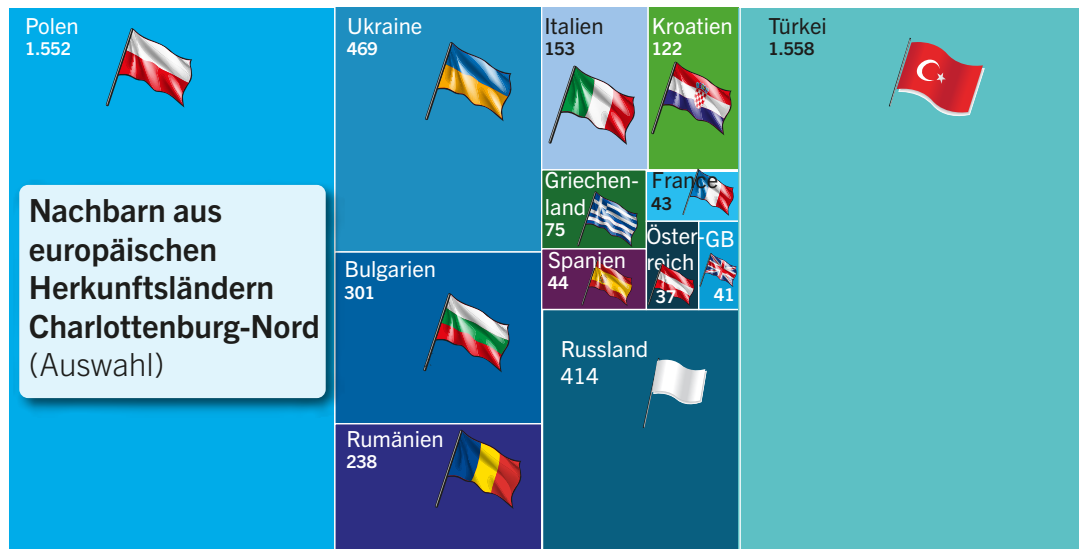 Polen
1.552
Ukraine
469
Italien
153
Kroatien
122
Türkei
1.558
Nachbarn aus
europäischen
Herkunftsländern
Charlottenburg-Nord
(Auswahl)
Griechen-
land
75
France
43
Spanien
44
Öster-
reich
37
GB
41
Bulgarien
301
Russland
414
Rumänien
238